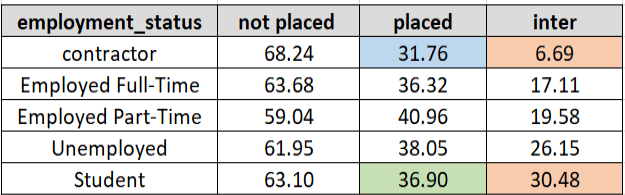 employment_status not placed placed inter
contractor 68.24 31.76 6.69
Employed Full-Time 63.68 36.32 17.11
Employed Part-Time 59.04 40.96 19.58
Unemployed 61.95 38.05 26.15
Student 63.10 36.90 30.48